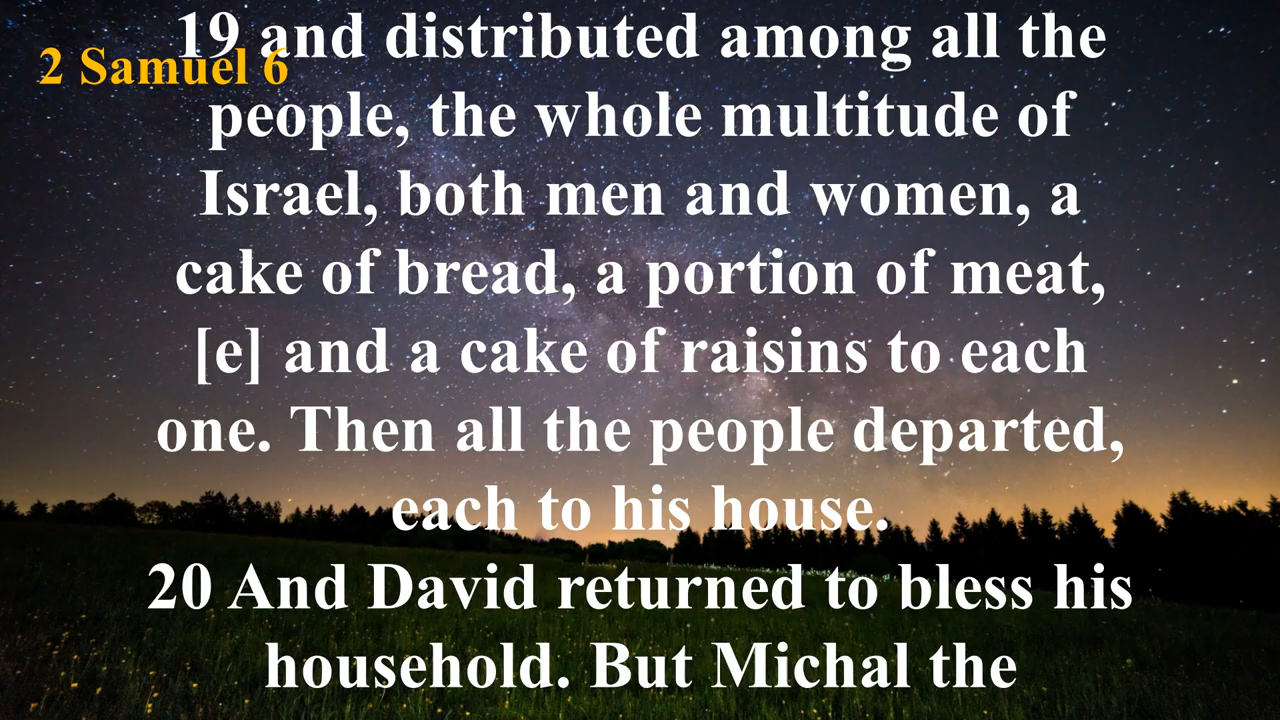 2 Samuel 6
19 and distributed among all the
people, the whole multitude of
Israel, both men and women, a
cake of bread, a portion of meat,
[e] and a cake of raisins to each
one. Then all the people departed,
each to his house.
20 And David returned to bless his
household. But Michal the